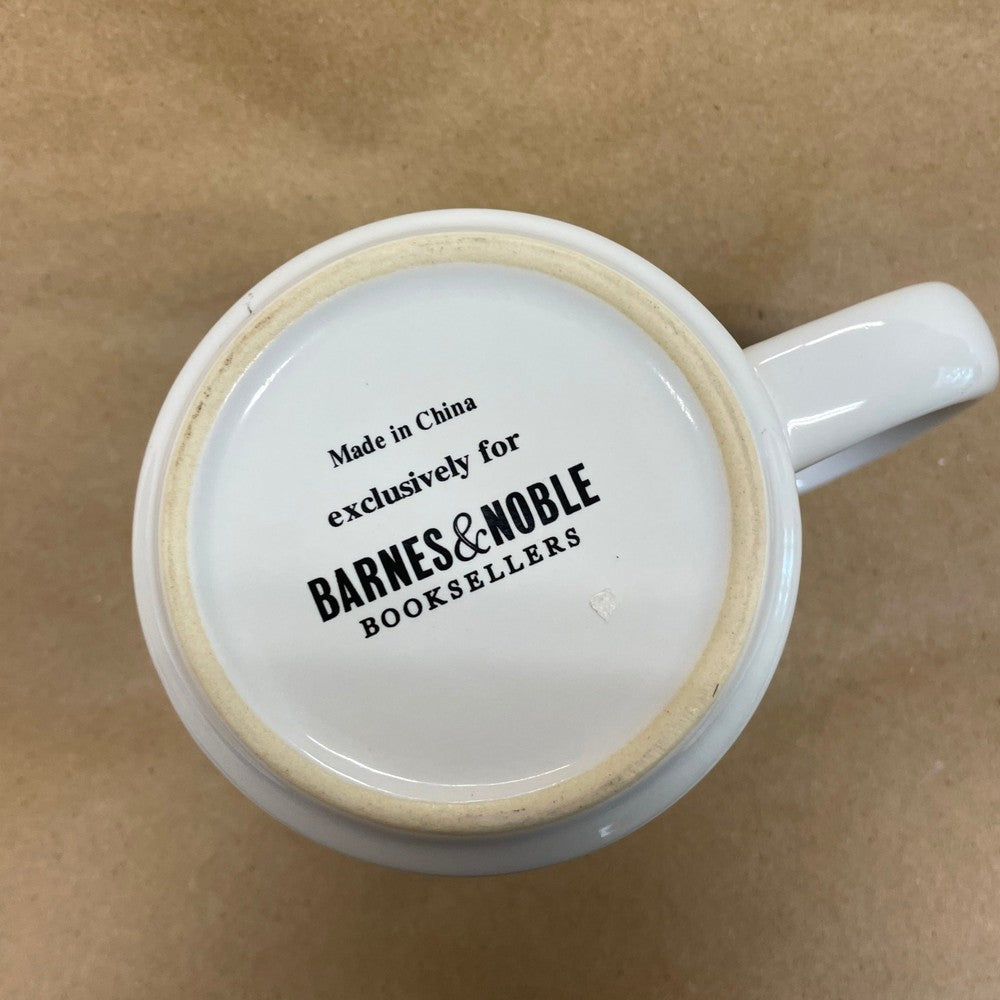 Made in China
exclusively for
BARNES&NOBLE
BOOKSELLERS